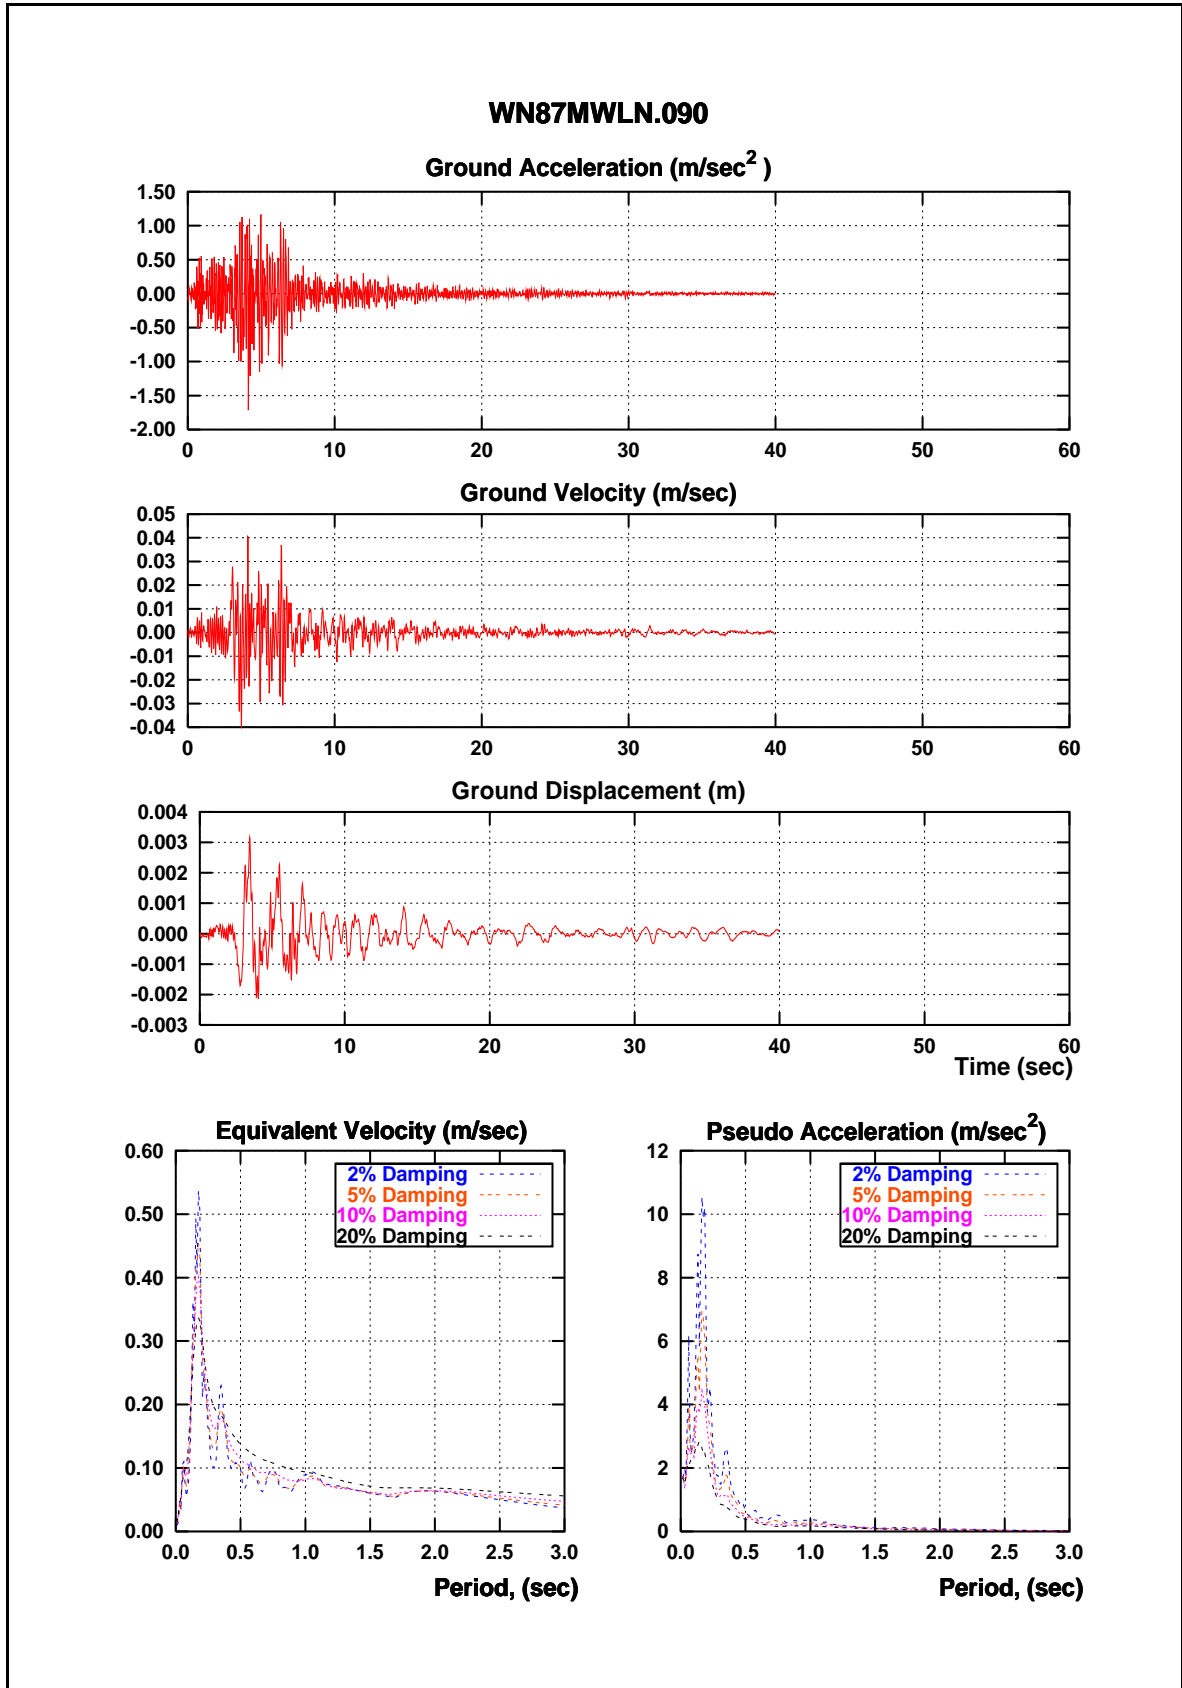 WN87MWLN.090
Ground Acceleration (m/sec2 )
1.50
1.00
0.50
0.00
-0.50
-1.00
-1.50
-2.00
0 10 20 30 40 50 60
Ground Velocity (m/sec)
0.05
0.04
0.03
0.02
0.01
0.00
-0.01
-0.02
-0.03
-0.04
0 10 20 30 40 50 60
Ground Displacement (m)
0.004
0.003
0.002
0.001
0.000
-0.001
-0.002
-0.003
0 10 20 30 40 50 60
Time (sec)
Equivalent Velocity (m/sec)
0.60
0.50
0.40
0.30
0.20
0.10
0.00
2% Damping
5% Damping
10% Damping
20% Damping
0.0 0.5 1.0 1.5 2.0 2.5 3.0
Period, (sec)
Pseudo Acceleration (m/sec2)
12
10
8
6
4
2
0
2% Damping
5% Damping
10% Damping
20% Damping
0.0 0.5 1.0 1.5 2.0 2.5 3.0
Period, (sec)